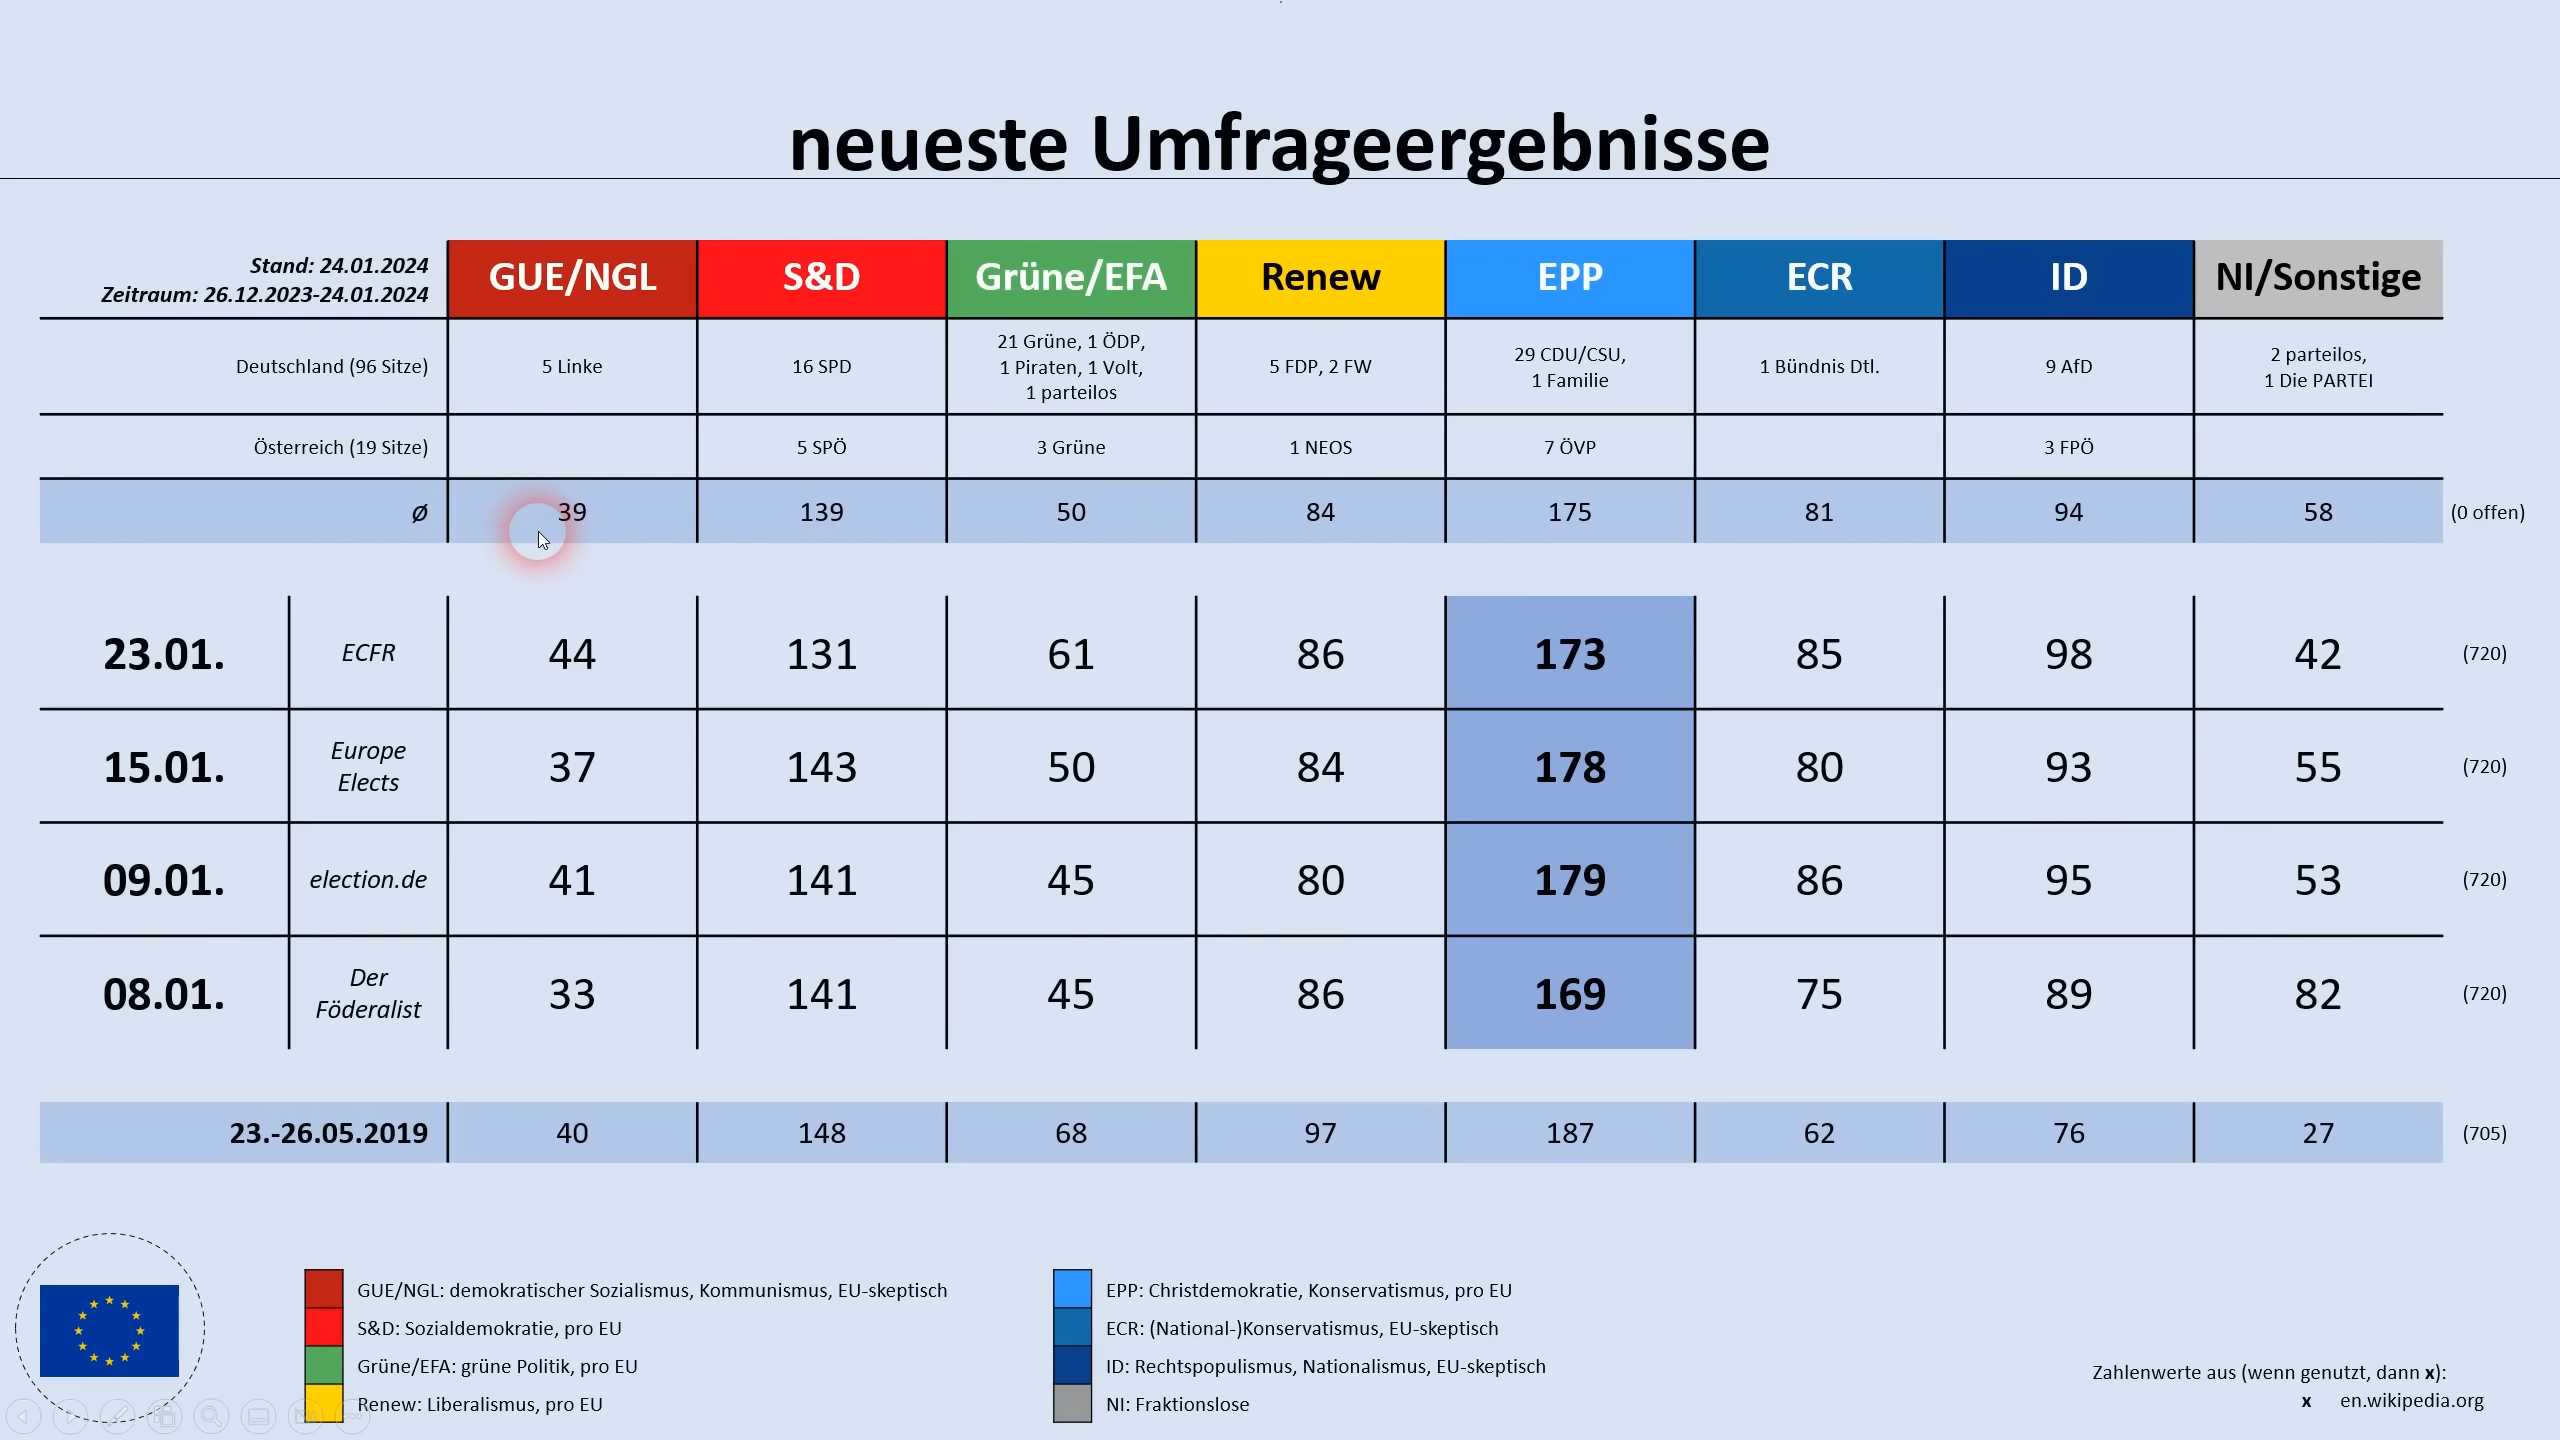 neueste Umfrageergebnisse
Stand: 24.01.2024
Zeitraum: 26.12.2023-24.01.2024
GUE/NGL S&D Grüne/EFA Renew EPP ECR ID NI/Sonstige
Deutschland (96 Sitze)
5 Linke
16 SPD
21 Grüne, 1 ÖDP,
1 Piraten, 1 Volt,
1 parteilos
5 FDP, 2 FW
29 CDU/CSU,
1 Familie
1 Bündnis Dtl.
9 AfD
2 parteilos,
1 Die PARTEI
Österreich (19 Sitze) 5 SPÖ 3 Grüne 1 NEOS 7 ÖVP 3 FPÖ
Ø 39 139 50 84 175 81 94 58 (0 offen)
23.01. ECFR 44 131 61 86 173 85 98 42 (720)
15.01. Europe
Elects
37 143 50 84 178 80 93 55 (720)
09.01. election.de 41 141 45 80 179 86 95 53 (720)
08.01. Der
Föderalist
33 141 45 86 169 75 89 82 (720)
23.-26.05.2019 40 148 68 97 187 62 76 27 (705)
GUE/NGL: demokratischer Sozialismus, Kommunismus, EU-skeptisch
S&D: Sozialdemokratie, pro EU
Grüne/EFA: grüne Politik, pro EU
Renew: Liberalismus, pro EU
EPP: Christdemokratie, Konservatismus, pro EU
ECR: (National-)Konservatismus, EU-skeptisch
ID: Rechtspopulismus, Nationalismus, EU-skeptisch
NI: Fraktionslose
Zahlenwerte aus (wenn genutzt, dann x):
x en.wikipedia.org